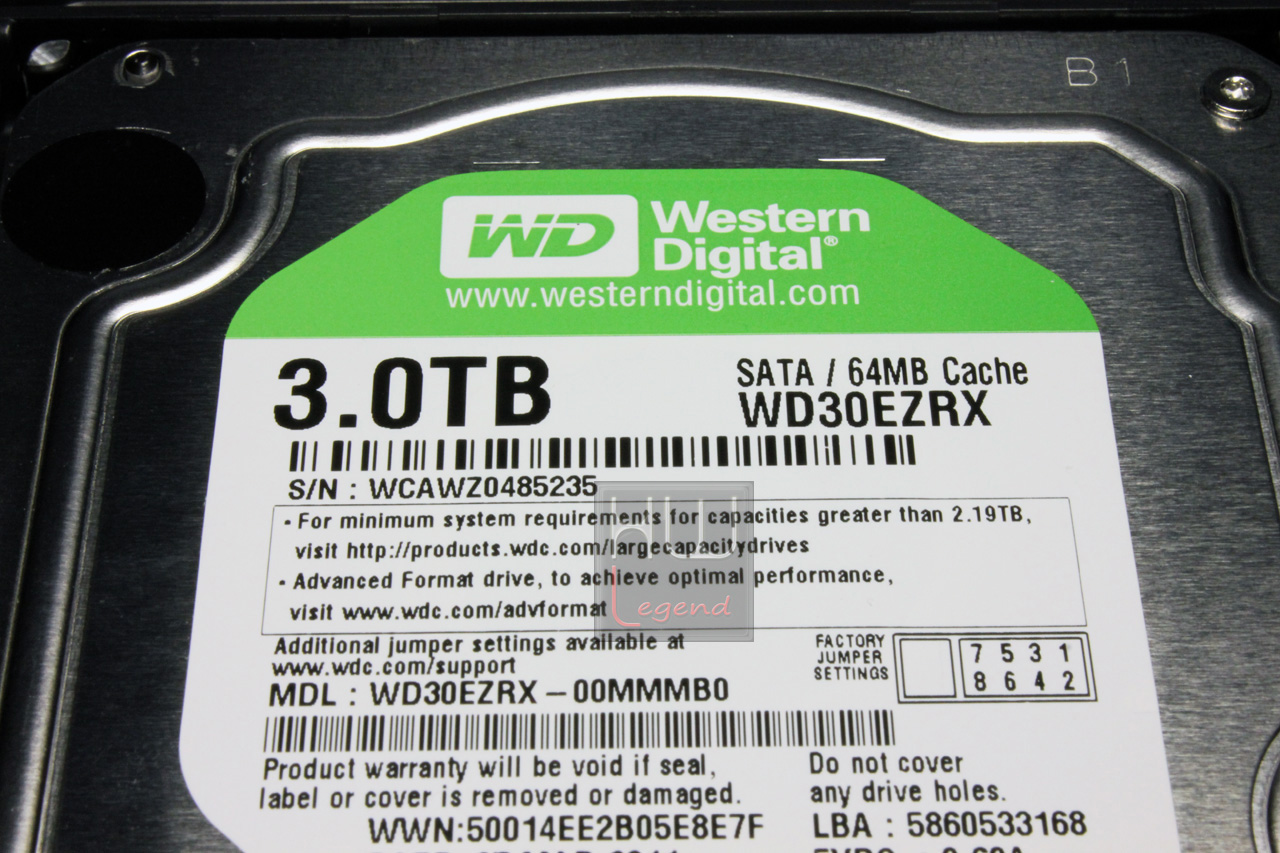 B1
WD Western
Digital®
www.westerndigital.com
3.0TB
SATA / 64MB Cache
WD30EZRX
S/N : WCAWZ0485235
• For minimum system requirements for capacities greater than 2.19TB,
visit http://products.wdc.com/largecapacitydrives
• Advanced Format drive, to achieve optimal performance,
visit www.wdc.com/advformat
HW
Legend
Additional jumper settings available at
www.wdc.com/support
FACTORY
JUMPER
SETTINGS
7 5 3 1
8 6 4 2
MDL : WD30EZRX – 00MMMB0
Product warranty will be void if seal,
label or cover is removed or damaged.
Do not cover
any drive holes.
WWN:50014EE2B05E8E7F
LBA : 5860533168